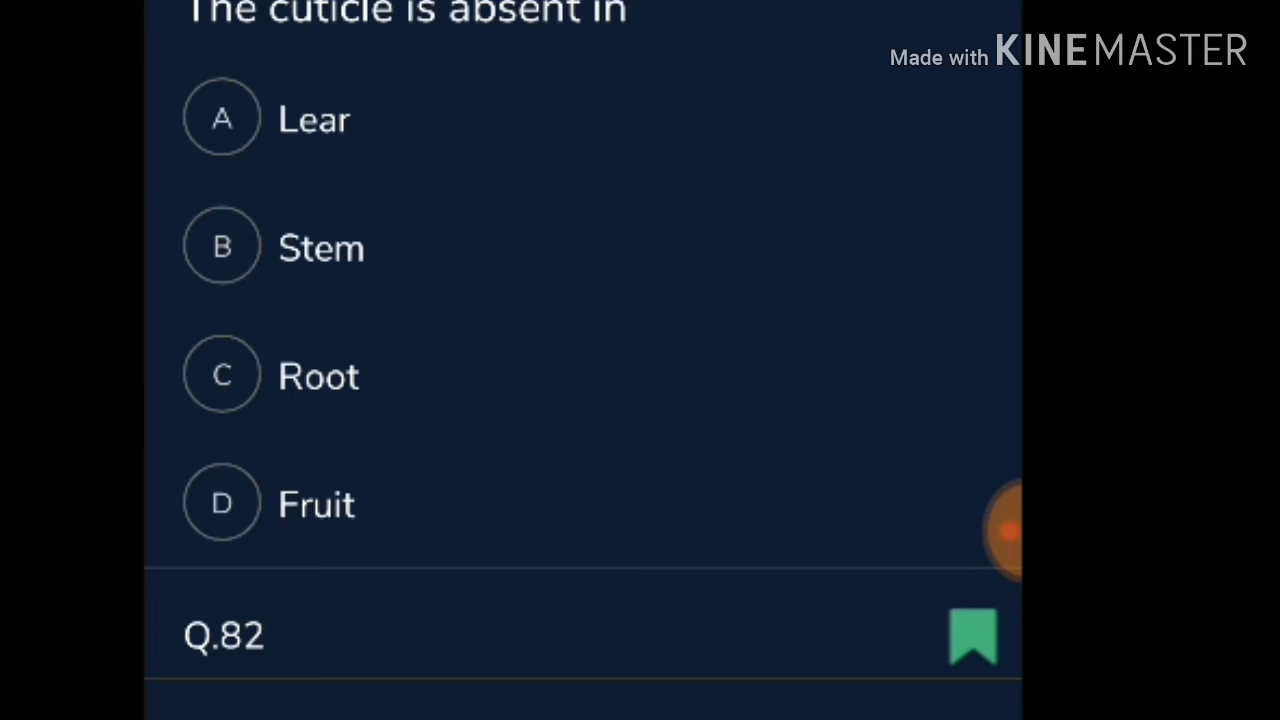 The cuticle is absent in
Made with KINEMASTER
A Lear
B Stem
C Root
D Fruit
Q.82